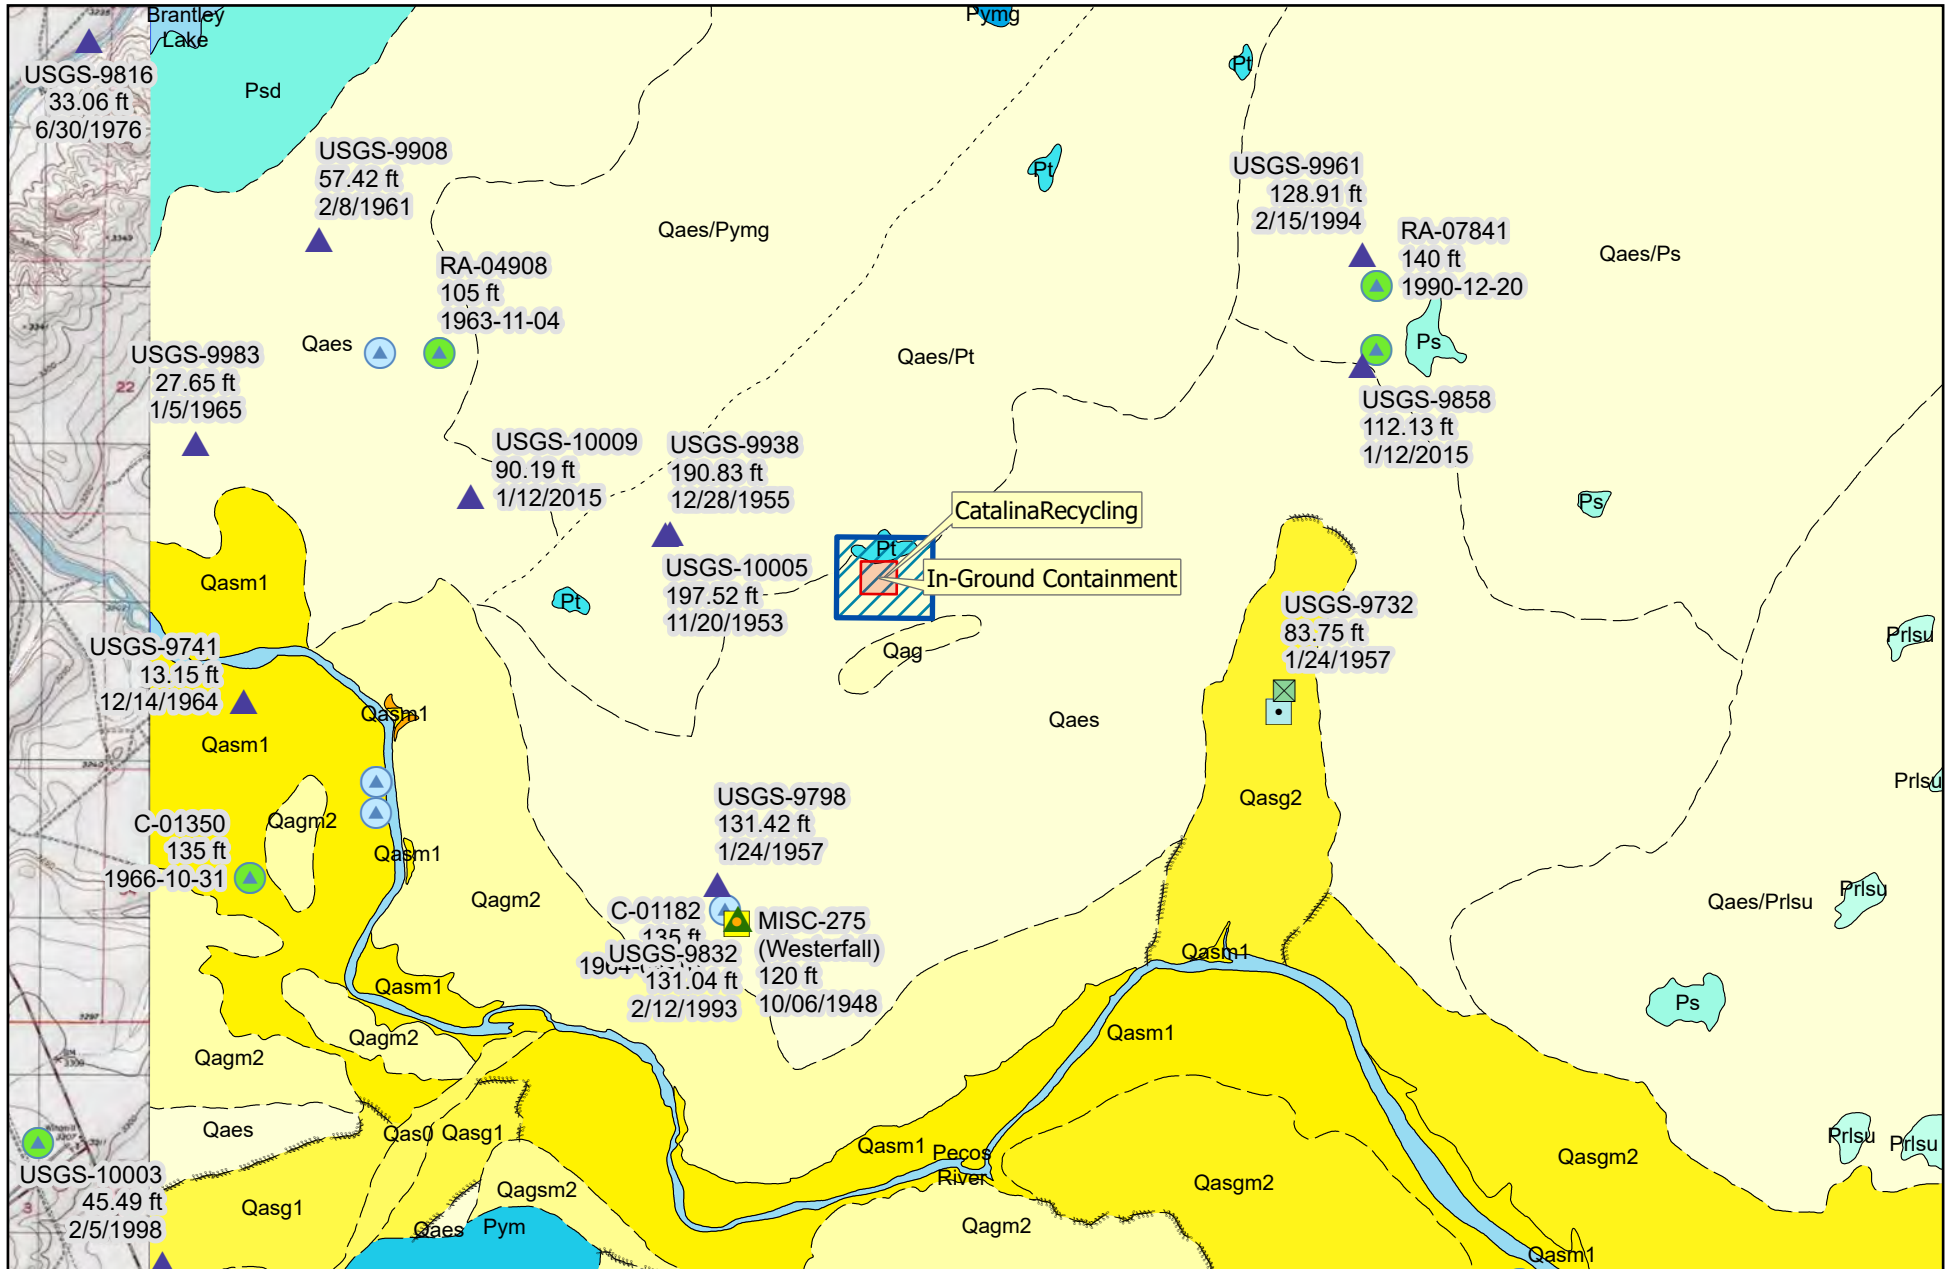 Brantley
Lake
Pymg
USGS-9816
33.06 ft
6/30/1976
Psd
Pt
USGS-9908
57.42 ft
2/8/1961
Pt
USGS-9961
128.91 ft
2/15/1994
Qaes/Pymg
RA-07841
140 ft
1990-12-20
Qaes/Ps
RA-04908
105 ft
1963-11-04
Qaes
USGS-9983
27.65 ft
1/5/1965
22
Qaes/Pt
Ps
USGS-9858
112.13 ft
1/12/2015
USGS-10009
90.19 ft
1/12/2015
USGS-9938
190.83 ft
12/28/1955
CatalinaRecycling
Ps
Pt
In-Ground Containment
Qasm1
USGS-10005
197.52 ft
11/20/1953
Pt
USGS-9732
83.75 ft
1/24/1957
Prlsu
USGS-9741
13.15 ft
12/14/1964
Qag
Qasm1
Qaes
Qasm1
Prlsu
USGS-9798
131.42 ft
1/24/1957
Qasg2
C-01350
135 ft
1966-10-31
Qagm2
Qasm1
Qagm2
Prlsu
Qaes/Prlsu
C-01182
135 ft
USGS-9832
131.04 ft
2/12/1993
MISC-275
(Westerfall)
120 ft
10/06/1948
Qasm1
Qasm1
Ps
Qagm2
Qasm1
Qagm2
Qaes
Qas0
Qasg1
Qasm1
Pecos
River
Prlsu
Prlsu
Qasgm2
USGS-10003
45.49 ft
2/5/1998
3
Qasg1
Qagsm2
Qasgm2
Qaes
Pym
Qagm2
Qasm1